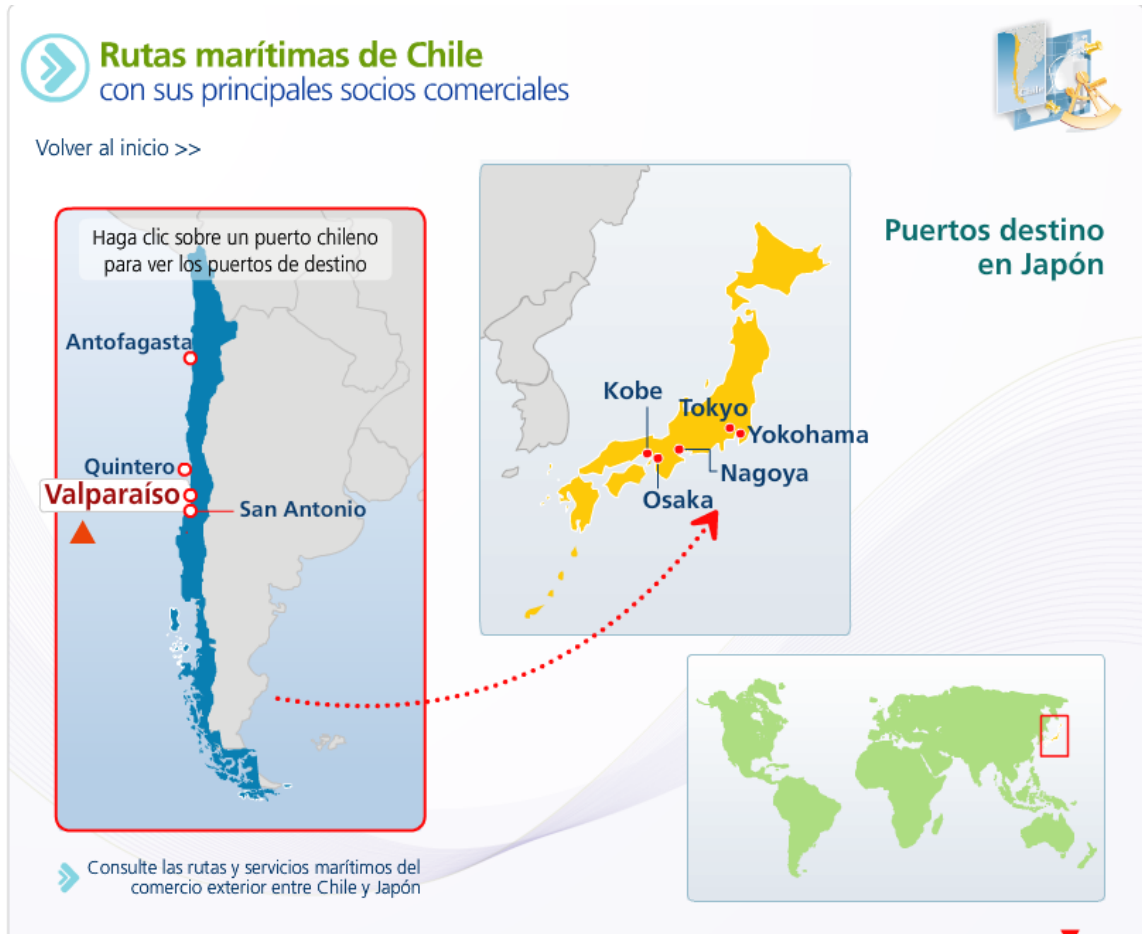 Rutas marítimas de Chile
con sus principales socios comerciales
Chile
Volver al inicio >>
Haga clic sobre un puerto chileno
para ver los puertos de destino
Antofagasta
Quintero
Valparaíso
San Antonio
Puertos destino
en Japón
Kobe
Tokyo
Yokohama
Nagoya
Osaka
Consulte las rutas y servicios marítimos del
comercio exterior entre Chile y Japón